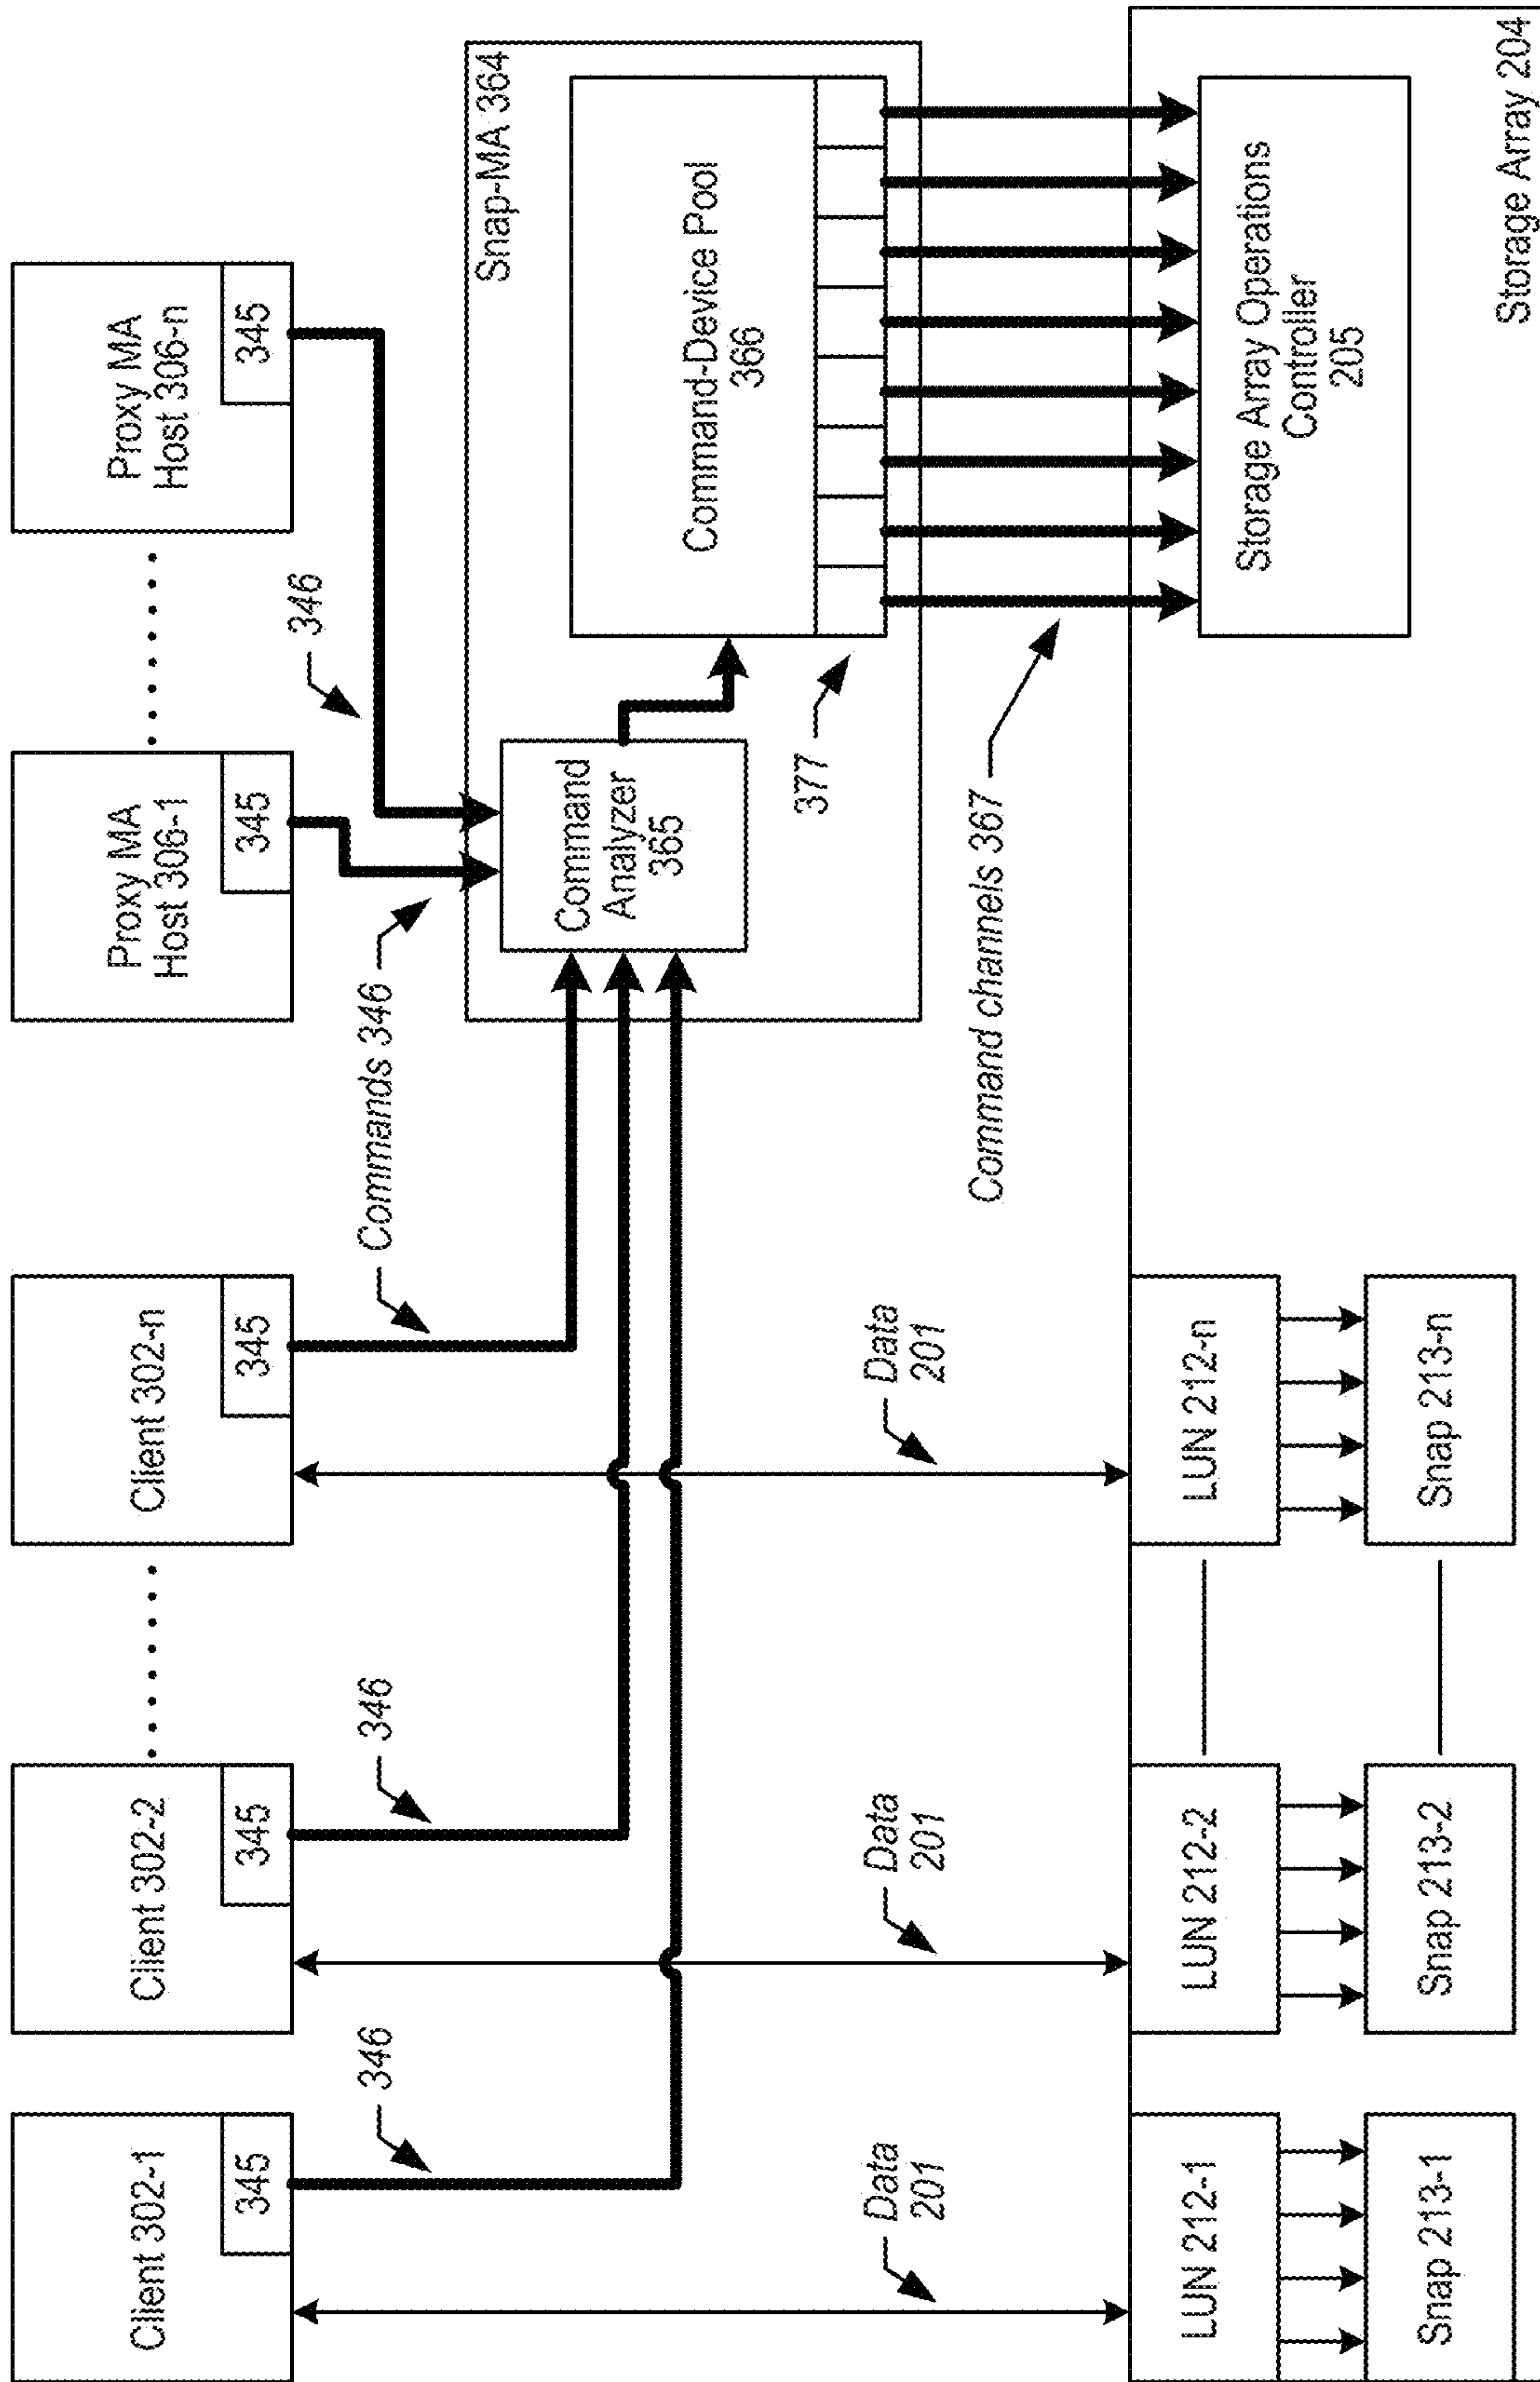 Client 302-1
345
Client 302-2
345
Client 302-n
345
Proxy MA
Host 306-1
345
Proxy MA
Host 306-n
345
346
346
Commands 346
346
Snap-MA 364
Command
Analyzer
365
Command-Device Pool
366
377
Data
201
Data
201
Data
201
Command channels 367
LUN 212-1
LUN 212-2
LUN 212-n
Storage Array Operations
Controller
205
Snap 213-1
Snap 213-2
Snap 213-n
Storage Array 204